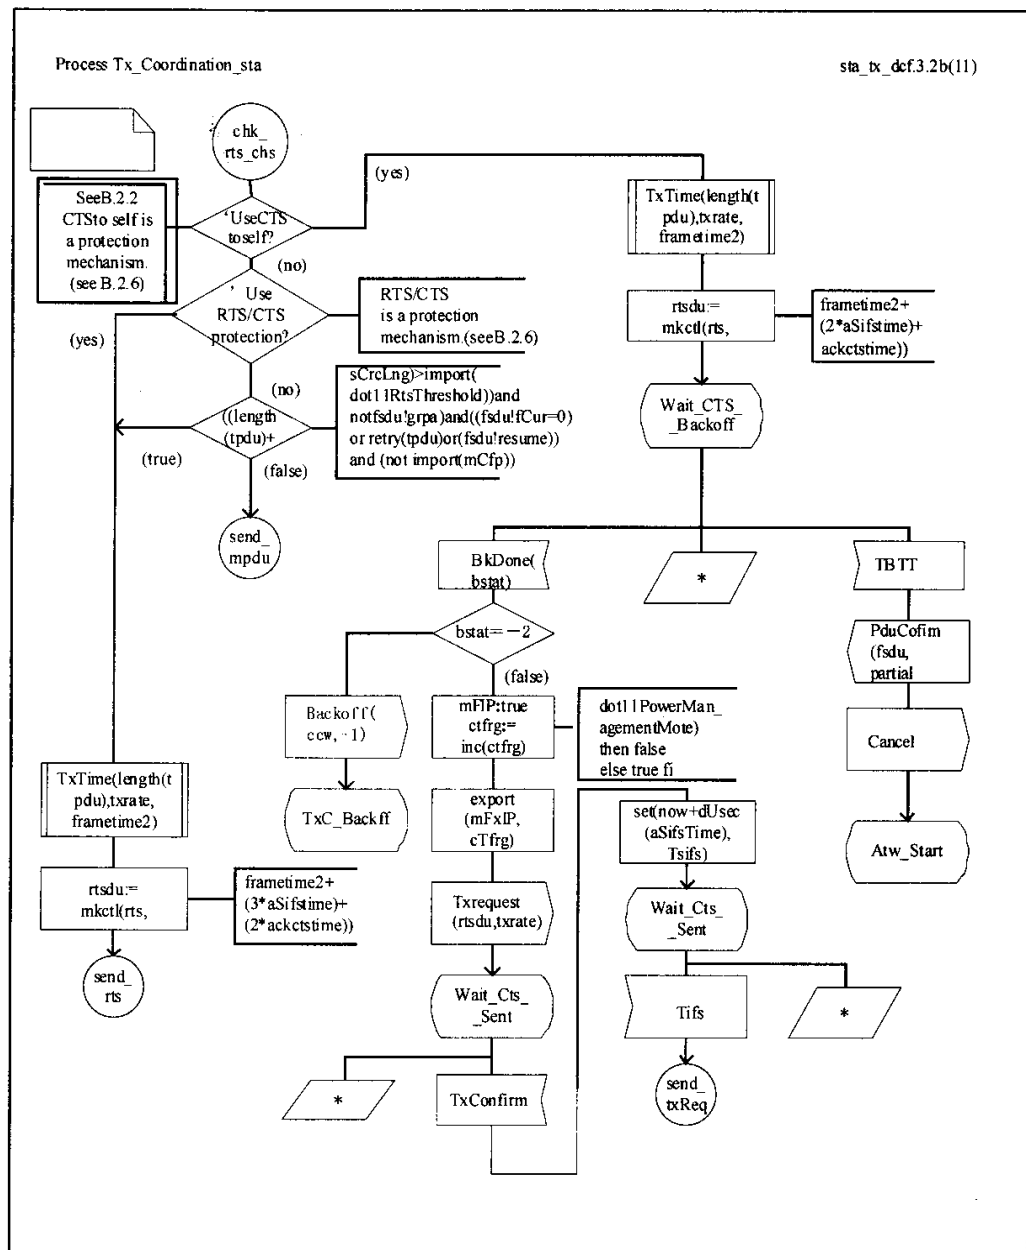 Process Tx_Coordination_sta
sta_tx_dcf.3.2b(11)
chk_
rts_chs
(yes)
SeeB.2.2
CTSto self is
a protection
mechanism.
(see B.2.6)
‘UseCTS
toself?
(no)
TxTime(length(t
pdu),txrate,
frametime2)
‘ Use
RTS/CTS
protection?
(yes)
RTS/CTS
is a protection
mechanism.(seeB.2.6)
rtsdu:=
mkctl(rts,
frametime2+
(2*aSifstime)+
ackctstime))
(no)
((length
(tpdu)+
(true)
(false)
sCrcLng)>import(
dot11RtsThreshold))and
notfsdu!grpa)and((fsdu!fCur=0)
or retry(tpdu)or(fsdu!resume))
and (not import(mCfp))
Wait_CTS_
_Backoff
send_
mpdu
BkDone(
bstat)
*
TBTT
bstat=－2
(false)
PduCofim
(fsdu,
partial
Backoff(
ccw,-1)
mFIP:true
ctfrg:=
inc(ctfrg)
dot11PowerMan_
agementMote)
then false
else true fi
Cancel
TxTime(length(t
pdu),txrate,
frametime2)
TxC_Backff
export
(mFxIP,
cTfrg)
set(now+dUsec
(aSifsTime),
Tsifs)
Atw_Start
rtsdu:=
mkctl(rts,
frametime2+
(3*aSifstime)+
(2*ackctstime))
Txrequest
(rtsdu,txrate)
Wait_Cts_
_Sent
send_
rts
Wait_Cts_
_Sent
Tifs
*
*
TxConfirm
send_
txReq